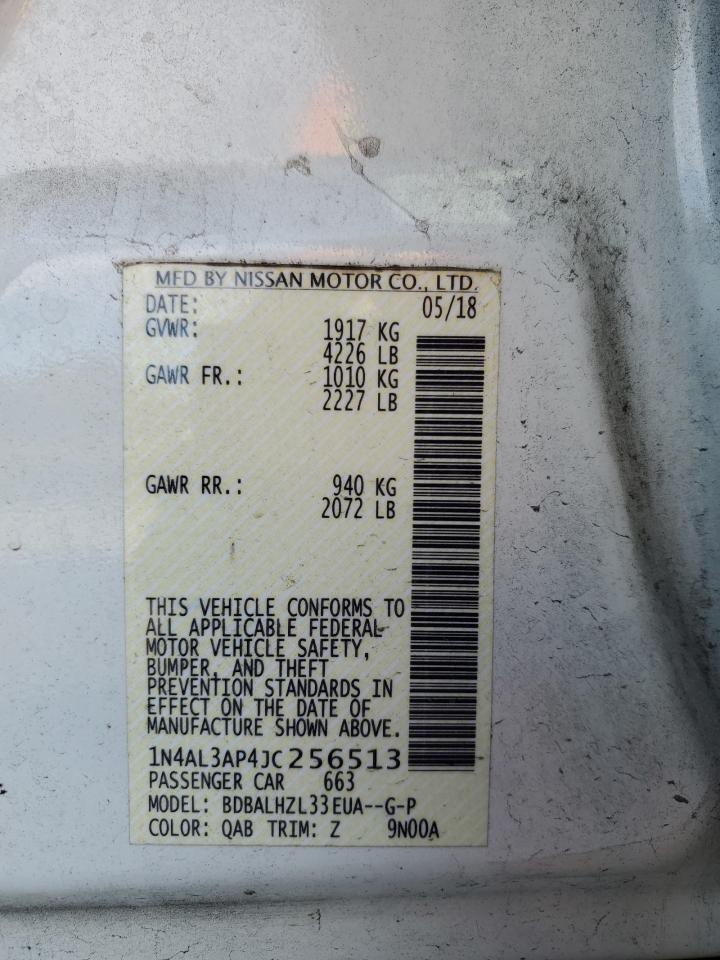 MFD BY NISSAN MOTOR CO., LTD.
DATE: 05/18
GVWR: 1917 KG
4226 LB
GAWR FR.: 1010 KG
2227 LB
GAWR RR.: 940 KG
2072 LB
THIS VEHICLE CONFORMS TO
ALL APPLICABLE FEDERAL
MOTOR VEHICLE SAFETY,
BUMPER, AND THEFT
PREVENTION STANDARDS IN
EFFECT ON THE DATE OF
MANUFACTURE SHOWN ABOVE.
1N4AL3AP4JC256513
PASSENGER CAR 663
MODEL: BDBALHZL33EUA--G-P
COLOR: QAB TRIM: Z 9N00A